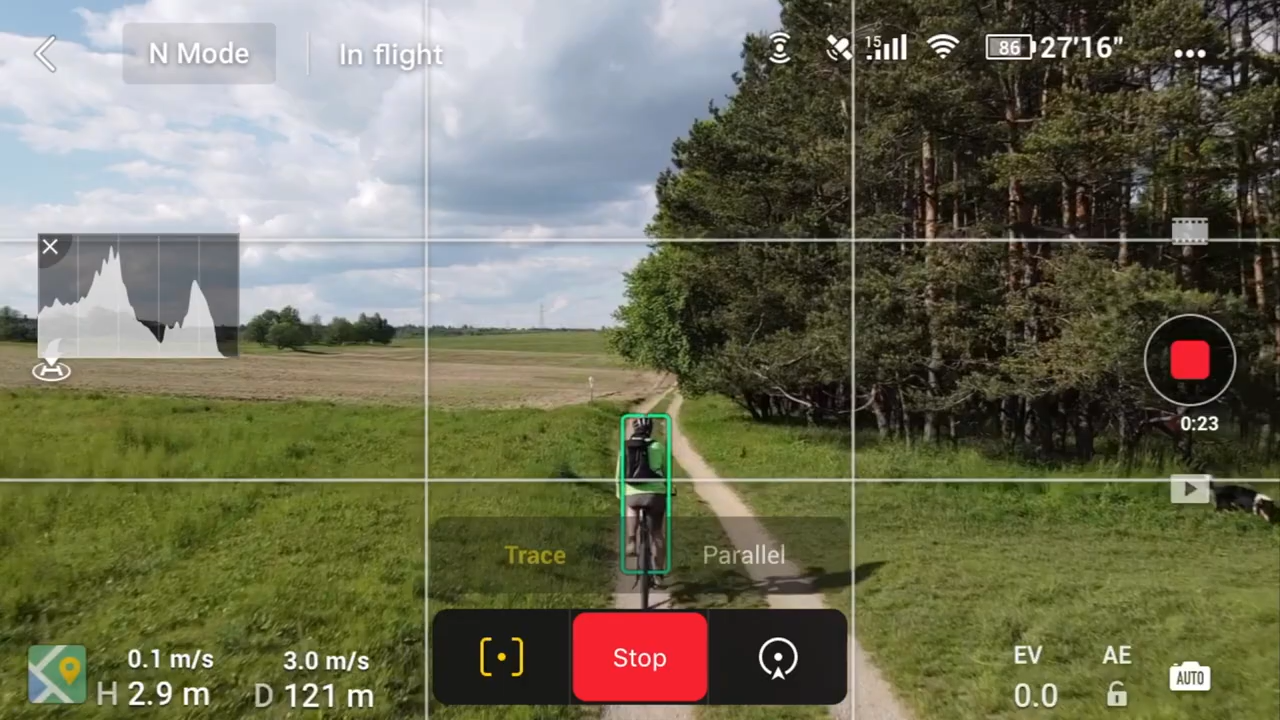 N Mode
In flight
15
86
27'16"
0:23
Trace
Parallel
Stop
0.1 m/s
3.0 m/s
H 2.9 m
D 121 m
EV
AE
0.0
AUTO